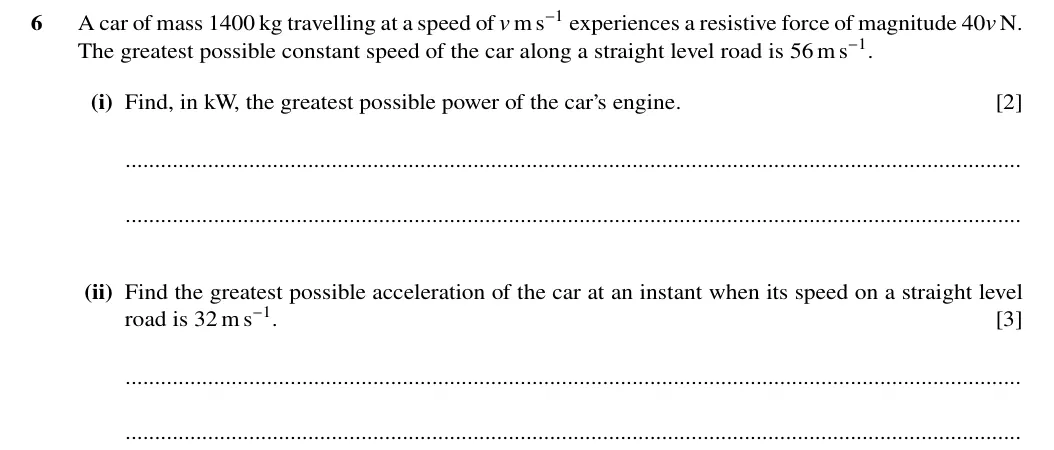 6 A car of mass 1400 kg travelling at a speed of v m s⁻¹ experiences a resistive force of magnitude 40v N.
The greatest possible constant speed of the car along a straight level road is 56 m s⁻¹.
(i) Find, in kW, the greatest possible power of the car's engine. [2]
................................................................................
................................................................................
(ii) Find the greatest possible acceleration of the car at an instant when its speed on a straight level
road is 32 m s⁻¹. [3]
................................................................................
................................................................................